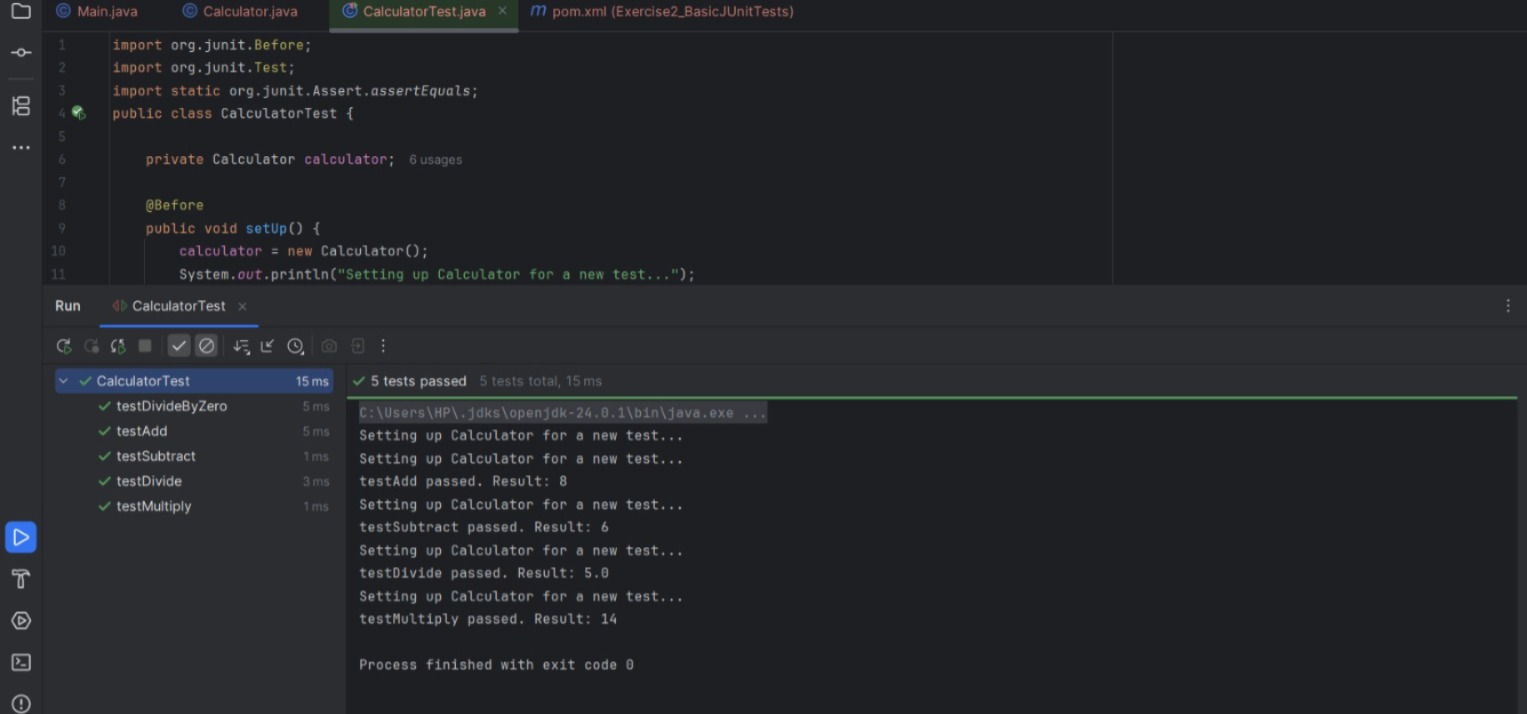 Main.java Calculator.java CalculatorTest.java pom.xml (Exercise2_BasicJUnitTests)
1 import org.junit.Before;
2 import org.junit.Test;
3 import static org.junit.Assert.assertEquals;
4 public class CalculatorTest {
5
6 private Calculator calculator; 6 usages
7
8 @Before
9 public void setUp() {
10 calculator = new Calculator();
11 System.out.println("Setting up Calculator for a new test...");
Run CalculatorTest
CalculatorTest 15 ms
testDivideByZero 5 ms
testAdd 5 ms
testSubtract 1 ms
testDivide 3 ms
testMultiply 1 ms
5 tests passed 5 tests total, 15 ms
C:\Users\HP\.jdks\openjdk-24.0.1\bin\java.exe ...
Setting up Calculator for a new test...
Setting up Calculator for a new test...
testAdd passed. Result: 8
Setting up Calculator for a new test...
testSubtract passed. Result: 6
Setting up Calculator for a new test...
testDivide passed. Result: 5.0
Setting up Calculator for a new test...
testMultiply passed. Result: 14
Process finished with exit code 0